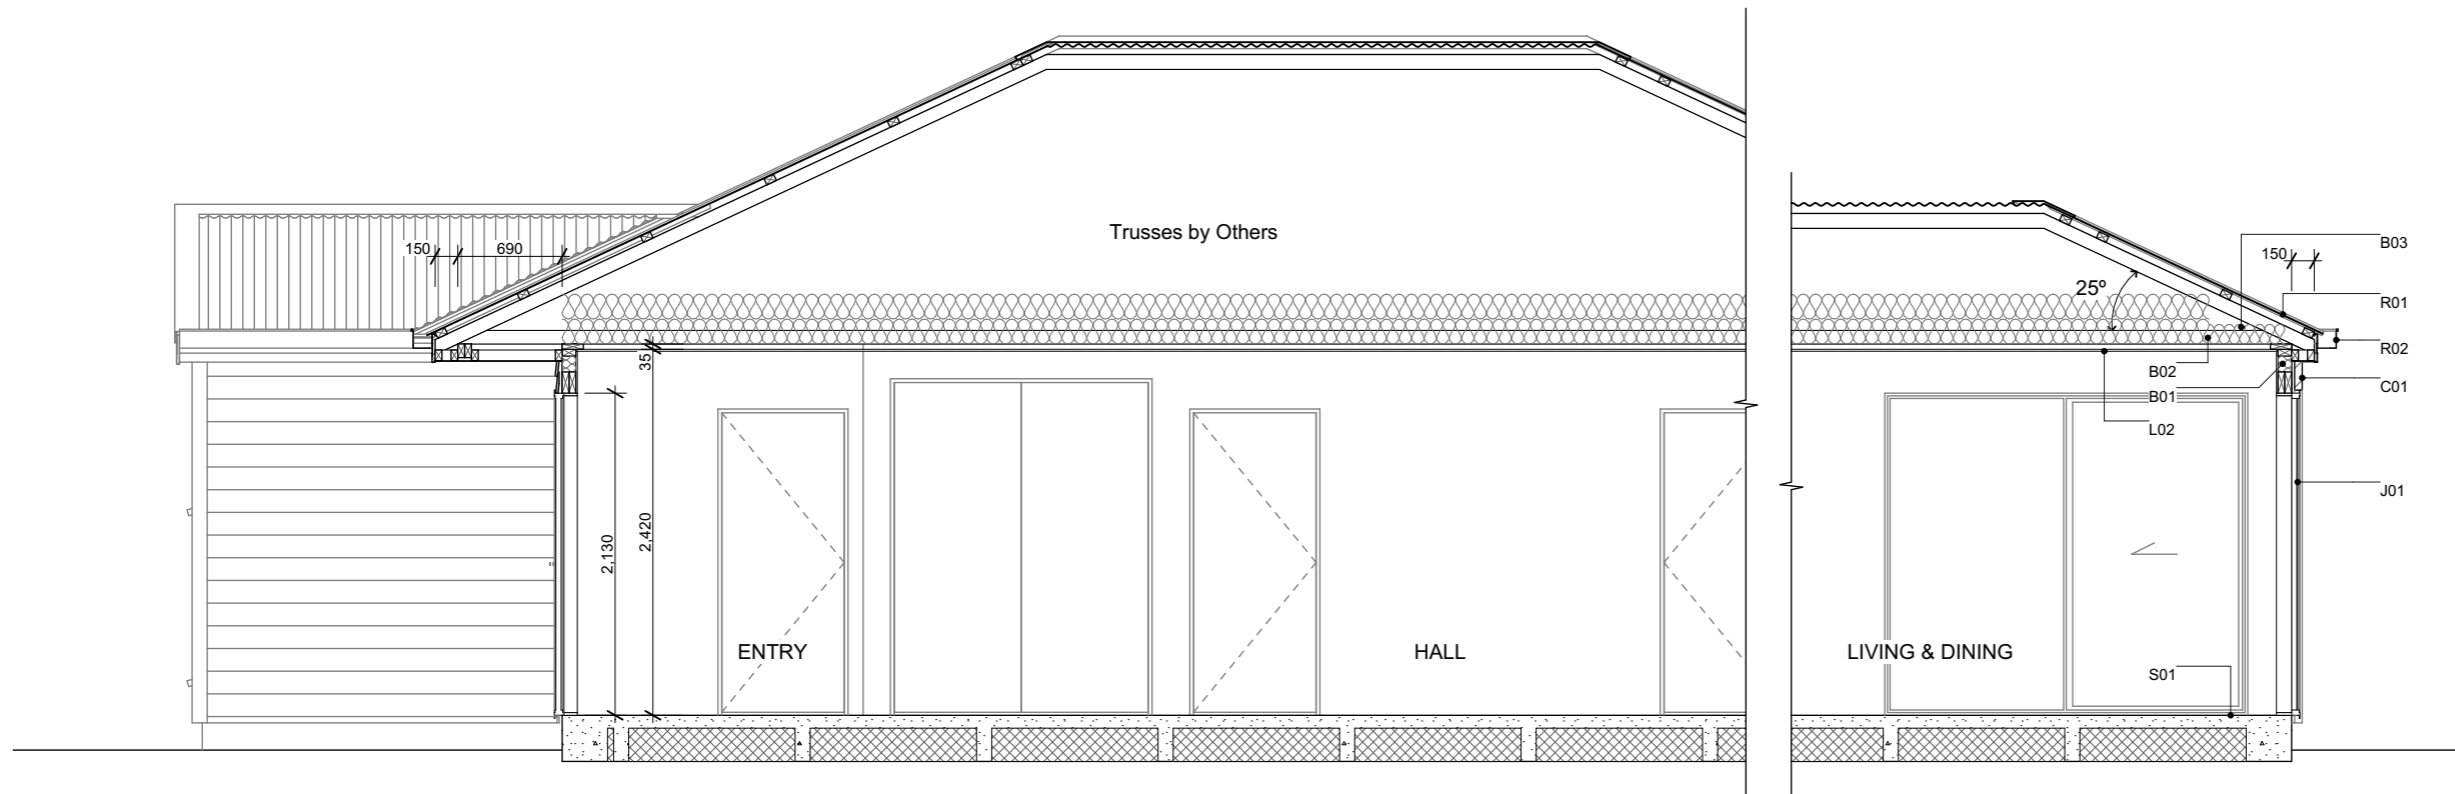 Trusses by Others
B03
150
690
150
25º
R01
35
R02
B02
B01
C01
L02
J01
2,130
2,420
ENTRY
HALL
LIVING & DINING
S01